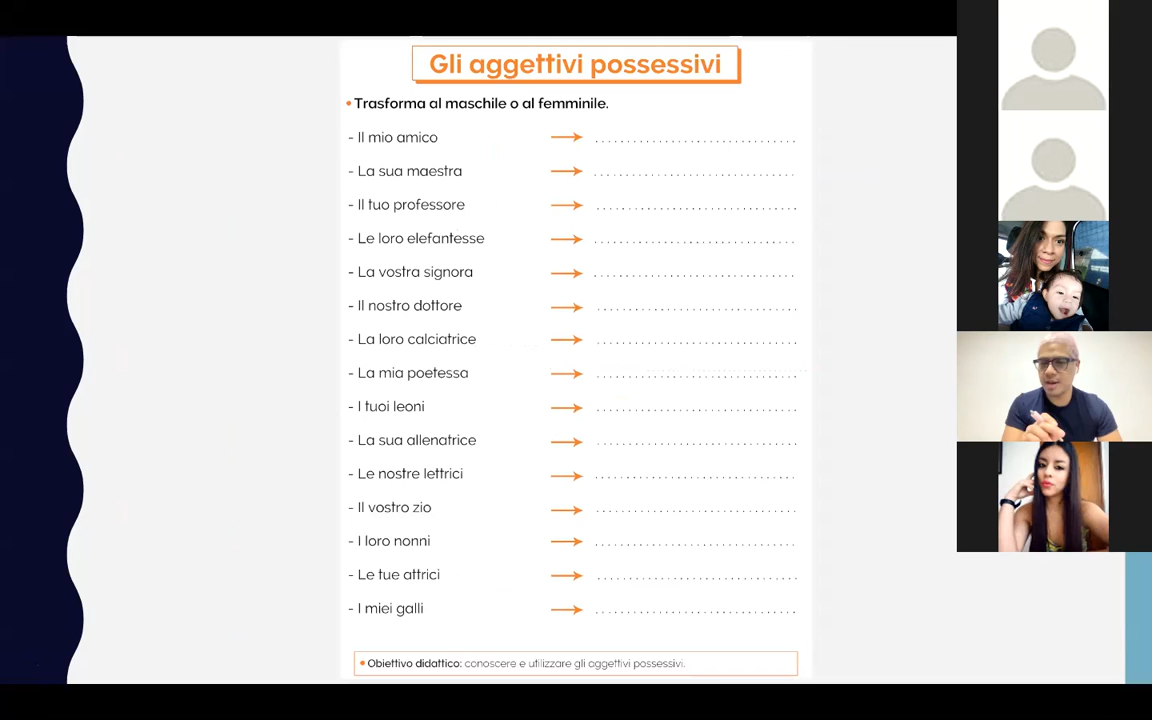 Gli aggettivi possessivi
• Trasforma al maschile o al femminile.
- Il mio amico
- La sua maestra
- Il tuo professore
- Le loro elefantesse
- La vostra signora
- Il nostro dottore
- La loro calciatrice
- La mia poetessa
- I tuoi leoni
- La sua allenatrice
- Le nostre lettrici
- Il vostro zio
- I loro nonni
- Le tue attrici
- I miei galli
• Obiettivo didattico: conoscere e utilizzare gli aggettivi possessivi.